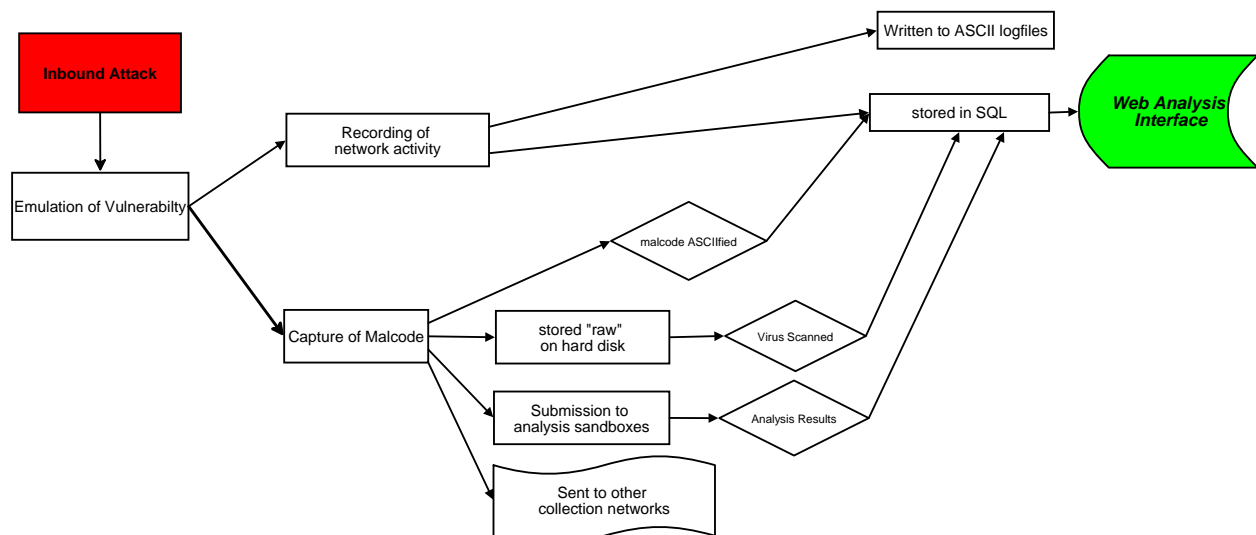 Inbound Attack
Emulation of Vulnerabilty
Recording of
network activity
Written to ASCII logfiles
stored in SQL
Web Analysis
Interface
malcode ASCIIfied
Capture of Malcode
stored "raw"
on hard disk
Virus Scanned
Submission to
analysis sandboxes
Analysis Results
Sent to other
collection networks